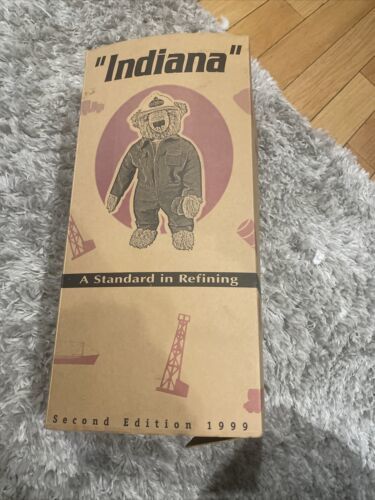 "Indiana"
A Standard in Refining
Second Edition 1999